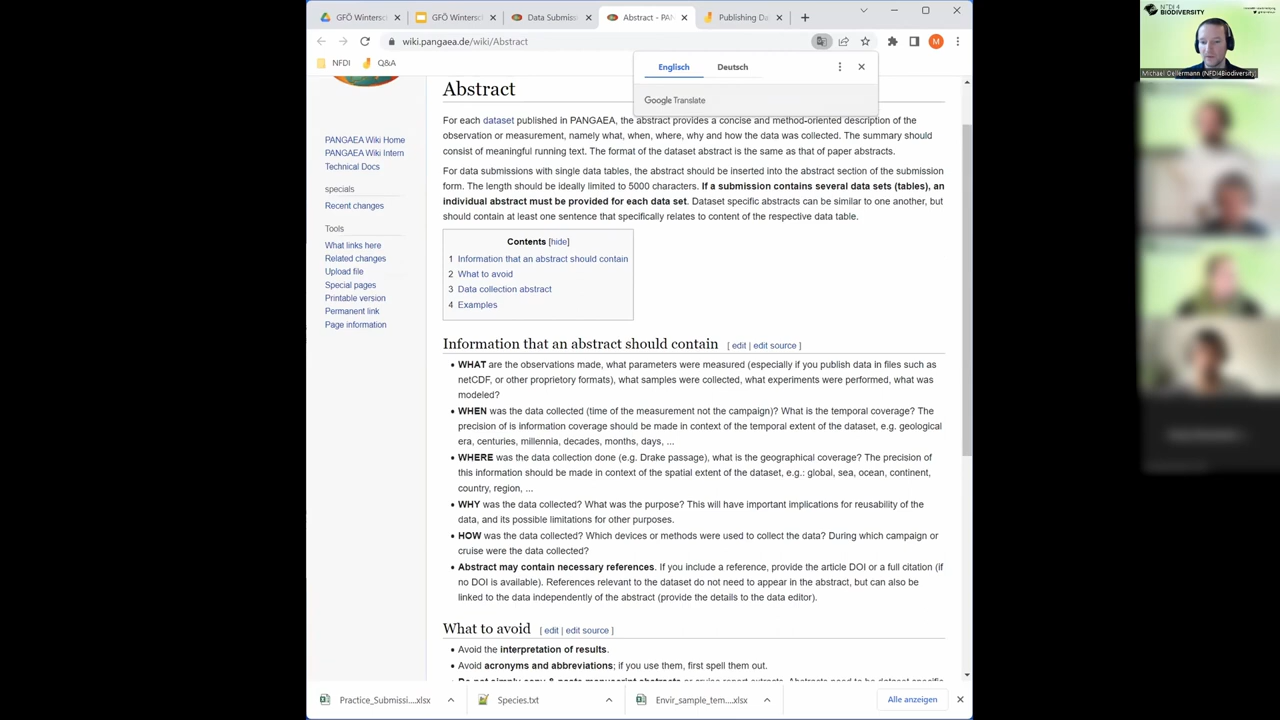 GFÖ Wintersc
GFÖ Wintersc
Data Submiss
Abstract - PAN
Publishing Da
wiki.pangaea.de/wiki/Abstract
M
NFDI
Q&A
Englisch
Deutsch
Google Translate
Abstract
For each dataset published in PANGAEA, the abstract provides a concise and method-oriented description of the
observation or measurement, namely what, when, where, why and how the data was collected. The summary should
consist of meaningful running text. The format of the dataset abstract is the same as that of paper abstracts.
For data submissions with single data tables, the abstract should be inserted into the abstract section of the submission
form. The length should be ideally limited to 5000 characters. If a submission contains several data sets (tables), an
individual abstract must be provided for each data set. Dataset specific abstracts can be similar to one another, but
should contain at least one sentence that specifically relates to content of the respective data table.
PANGAEA Wiki Home
PANGAEA Wiki Intern
Technical Docs
specials
Recent changes
Tools
What links here
Related changes
Upload file
Special pages
Printable version
Permanent link
Page information
Contents [hide]
1 Information that an abstract should contain
2 What to avoid
3 Data collection abstract
4 Examples
Information that an abstract should contain [ edit | edit source ]
• WHAT are the observations made, what parameters were measured (especially if you publish data in files such as
netCDF, or other proprietory formats), what samples were collected, what experiments were performed, what was
modeled?
• WHEN was the data collected (time of the measurement not the campaign)? What is the temporal coverage? The
precision of is information coverage should be made in context of the temporal extent of the dataset, e.g. geological
era, centuries, millennia, decades, months, days, ...
• WHERE was the data collection done (e.g. Drake passage), what is the geographical coverage? The precision of
this information should be made in context of the spatial extent of the dataset, e.g.: global, sea, ocean, continent,
country, region, ...
• WHY was the data collected? What was the purpose? This will have important implications for reusability of the
data, and its possible limitations for other purposes.
• HOW was the data collected? Which devices or methods were used to collect the data? During which campaign or
cruise were the data collected?
• Abstract may contain necessary references. If you include a reference, provide the article DOI or a full citation (if
no DOI is available). References relevant to the dataset do not need to appear in the abstract, but can also be
linked to the data independently of the abstract (provide the details to the data editor).
What to avoid [ edit | edit source ]
• Avoid the interpretation of results.
• Avoid acronyms and abbreviations; if you use them, first spell them out.
• Do not simply copy & paste manuscript abstracts or cruise report extracts. Abstracts need to be dataset specific
Practice_Submissi....xlsx
Species.txt
Envir_sample_tem....xlsx
Alle anzeigen
NFDI 4
BIODIVERSITY
Michael Oellermann (NFDI4Biodiversity)